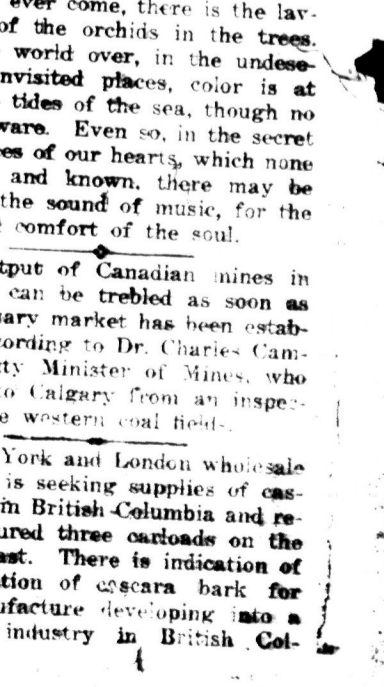 ever come, there is the lav-
of the orchids in the trees.
world over, in the undese-
nvisited places, color is at
tides of the sea, though no
ware. Even so, in the secret
es of our hearts, which none
and known, there may be
the sound of music, for the
comfort of the soul.
tput of Canadian mines in
can be trebled as soon as
ary market has been estab-
cording to Dr. Charles Cam-
ty Minister of Mines, who
to Calgary from an inspec-
e western coal fields.
York and London wholesale
is seeking supplies of cas-
in British Columbia and re-
ured three carloads on the
ast. There is indication of
tion of cascara bark for
ufacture developing into a
industry in British Col-